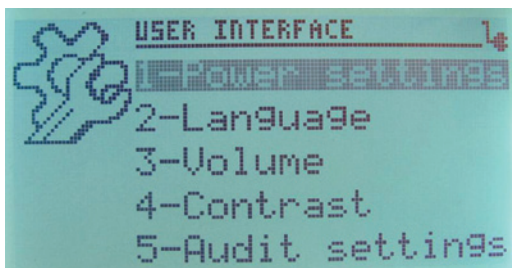 USER INTERFACE
1-Power settings
2-Language
3-Volume
4-Contrast
5-Audit settings